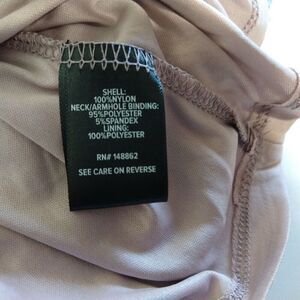 SHELL:
100%NYLON
NECK/ARMHOLE BINDING:
95%POLYESTER
5%SPANDEX
LINING:
100%POLYESTER
RN# 148862
SEE CARE ON REVERSE